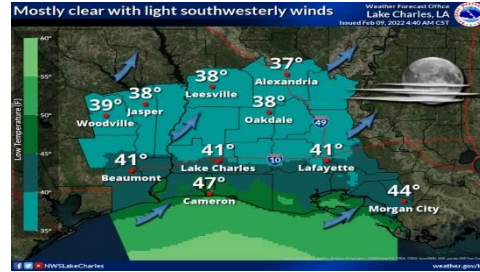 Mostly clear with light southwesterly winds
Weather Forecast Office
Lake Charles, LA
Issued Feb 09, 2022 4:40 AM CST
60°
55°
50°
45°
40°
35°
Low Temperature (F)
37°
Alexandria
38°
Leesville
38°
Jasper
39°
Woodville
38°
Oakdale
49
41°
Beaumont
41°
Lake Charles
10
41°
Lafayette
47°
Cameron
44°
Morgan City
NWSLakeCharles
weather.gov/l